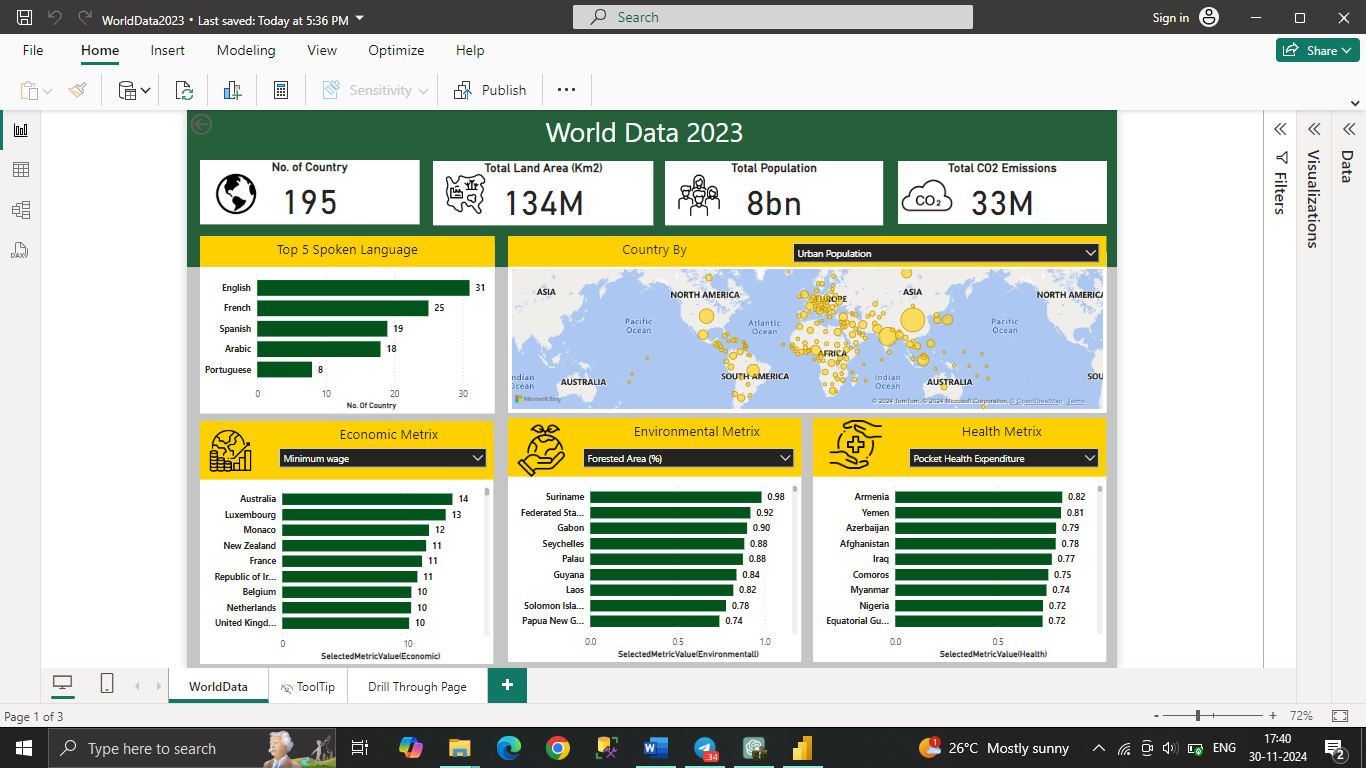 WorldData2023 • Last saved: Today at 5:36 PM
Search
Sign in
File Home Insert Modeling View Optimize Help
Share
Sensitivity
Publish
World Data 2023
No. of Country
195
Total Land Area (Km2)
134M
Total Population
8bn
Total CO2 Emissions
CO₂
33M
Filters
Visualizations
Data
DAX
Top 5 Spoken Language
English 31
French 25
Spanish 19
Arabic 18
Portuguese 8
0 10 20 30
No. Of Country
Country By
Urban Population
ASIA
NORTH AMERICA
EUROPE
ASIA
NORTH AMERICA
Pacific
Ocean
Atlantic
Ocean
Pacific
Ocean
AFRICA
SOUTH AMERICA
SOU
Indian
Ocean
AUSTRALIA
Indian
Ocean
AUSTRALIA
Microsoft Bing
© 2024 TomTom, © 2024 Microsoft Corporation, © OpenStreetMap Terms
Economic Metrix
Minimum wage
Australia 14
Luxembourg 13
Monaco 12
New Zealand 11
France 11
Republic of Ir... 11
Belgium 10
Netherlands 10
United Kingd... 10
0 10
SelectedMetricValue(Economic)
Environmental Metrix
Forested Area (%)
Suriname 0.98
Federated Sta... 0.92
Gabon 0.90
Seychelles 0.88
Palau 0.88
Guyana 0.84
Laos 0.82
Solomon Isla... 0.78
Papua New G... 0.74
0.0 0.5 1.0
SelectedMetricValue(Environmentall)
Health Metrix
Pocket Health Expenditure
Armenia 0.82
Yemen 0.81
Azerbaijan 0.79
Afghanistan 0.78
Iraq 0.77
Comoros 0.75
Myanmar 0.74
Nigeria 0.72
Equatorial Gu... 0.72
0.0 0.5
SelectedMetricValue(Health)
WorldData ToolTip Drill Through Page +
Page 1 of 3
- + 72%
Type here to search
34
1
26°C Mostly sunny
ENG
17:40
30-11-2024
2